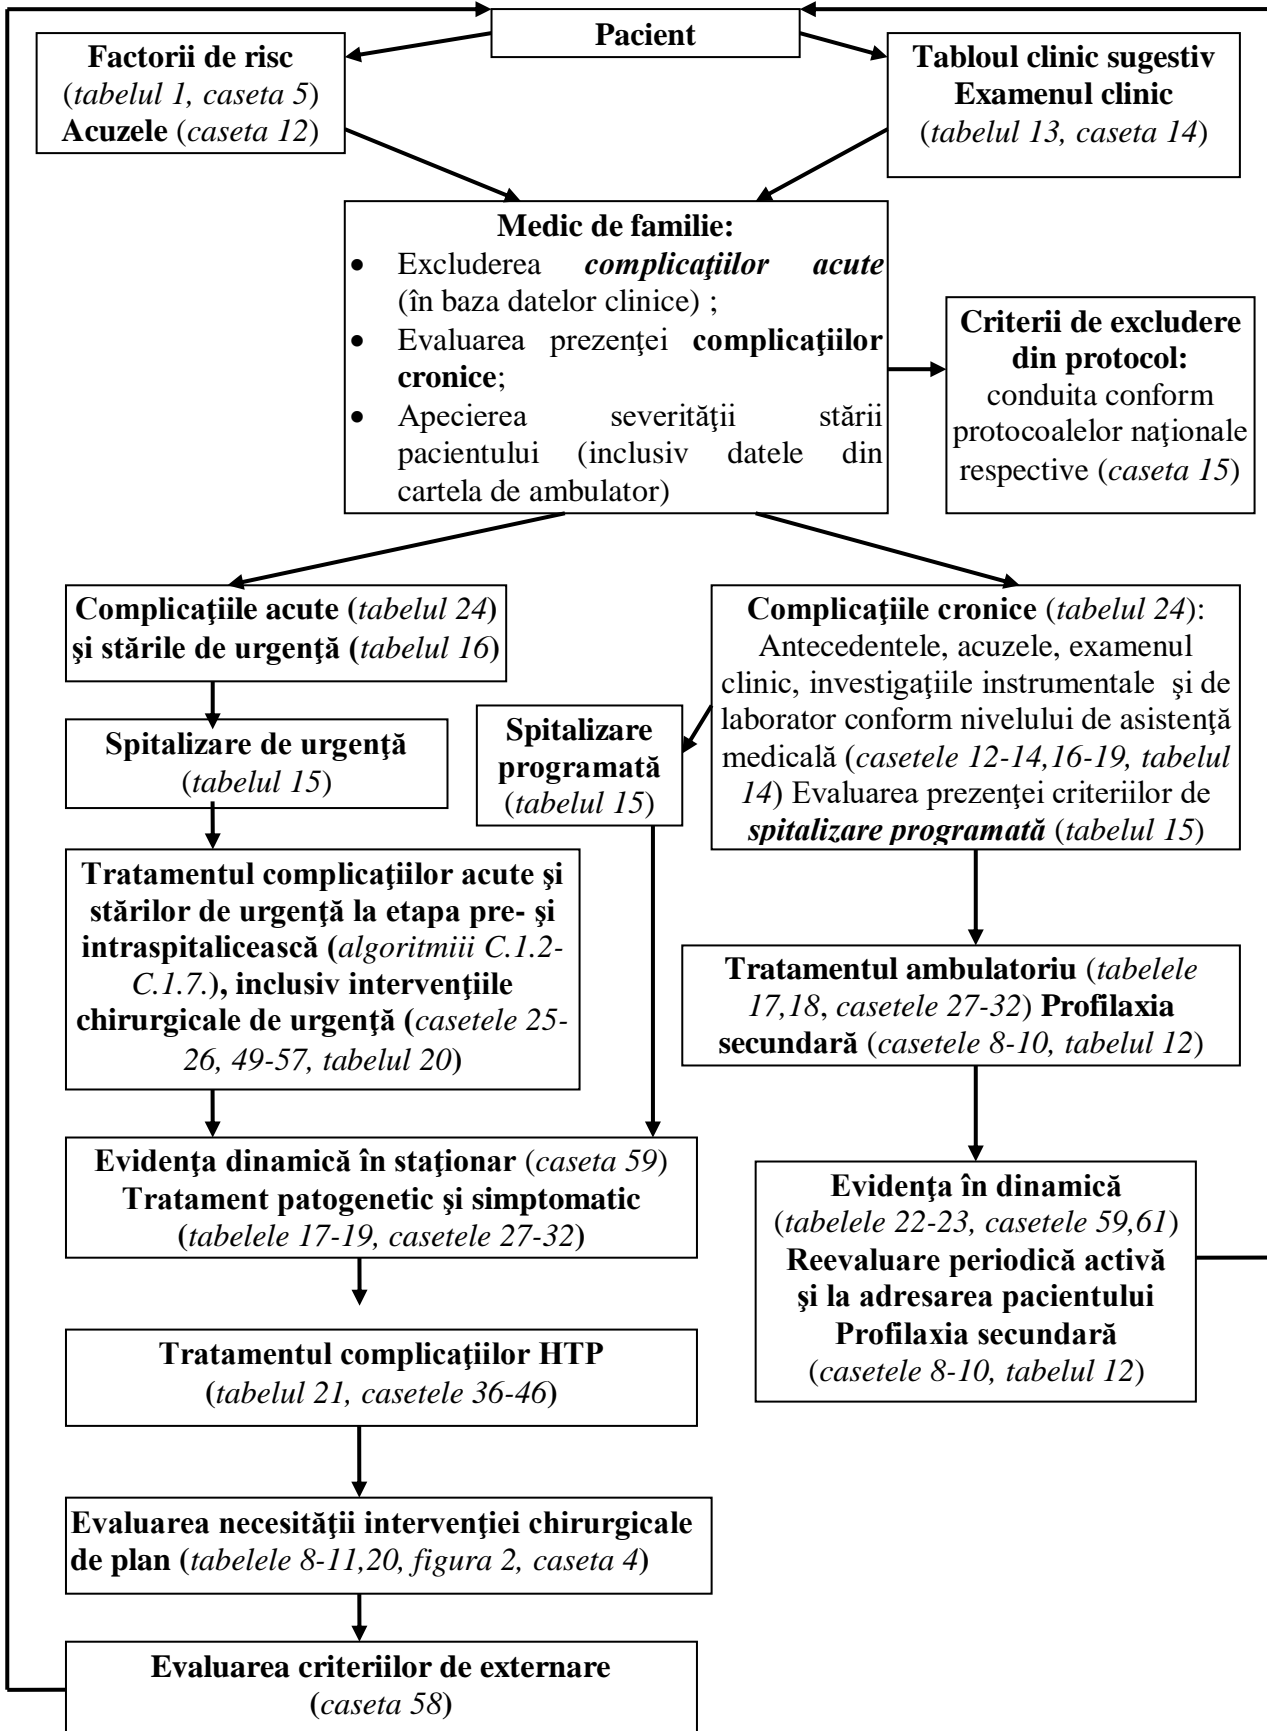 Pacient
Factorii de risc
(tabelul 1, caseta 5)
Acuzele (caseta 12)
Tabloul clinic sugestiv
Examenul clinic
(tabelul 13, caseta 14)
Medic de familie:
• Excluderea complicaţiilor acute
(în baza datelor clinice) ;
• Evaluarea prezenţei complicaţiilor
cronice;
• Apecierea severităţii stării
pacientului (inclusiv datele din
cartela de ambulator)
Criterii de excludere
din protocol:
conduita conform
protocoalelor naţionale
respective (caseta 15)
Complicaţiile acute (tabelul 24)
şi stările de urgenţă (tabelul 16)
Complicaţiile cronice (tabelul 24):
Antecedentele, acuzele, examenul
clinic, investigaţiile instrumentale şi de
laborator conform nivelului de asistenţă
medicală (casetele 12-14,16-19, tabelul
14) Evaluarea prezenţei criteriilor de
spitalizare programată (tabelul 15)
Spitalizare de urgenţă
(tabelul 15)
Spitalizare
programată
(tabelul 15)
Tratamentul complicaţiilor acute şi
stărilor de urgenţă la etapa pre- şi
intraspitalicească (algoritmiii C.1.2-
C.1.7.), inclusiv intervenţiile
chirurgicale de urgenţă (casetele 25-
26, 49-57, tabelul 20)
Tratamentul ambulatoriu (tabelele
17,18, casetele 27-32) Profilaxia
secundară (casetele 8-10, tabelul 12)
Evidenţa dinamică în staţionar (caseta 59)
Tratament patogenetic şi simptomatic
(tabelele 17-19, casetele 27-32)
Evidenţa în dinamică
(tabelele 22-23, casetele 59,61)
Reevaluare periodică activă
şi la adresarea pacientului
Profilaxia secundară
(casetele 8-10, tabelul 12)
Tratamentul complicaţiilor HTP
(tabelul 21, casetele 36-46)
Evaluarea necesităţii intervenţiei chirurgicale
de plan (tabelele 8-11,20, figura 2, caseta 4)
Evaluarea criteriilor de externare
(caseta 58)